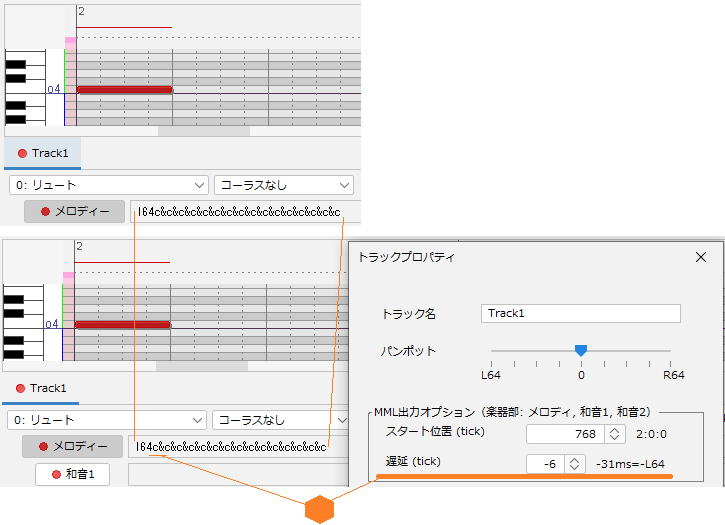 2
o4
Track1
0: リュート
コーラスなし
メロディー
l64c&c&c&c&c&c&c&c&c&c&c&c&c&c&c&c
2
o4
Track1
0: リュート
コーラスなし
メロディー
l64c&c&c&c&c&c&c&c&c&c&c&c&c&c&c
和音1
トラックプロパティ
トラック名
Track1
パンポット
L64 0 R64
MML出力オプション（楽器部: メロディ, 和音1, 和音2）
スタート位置 (tick) 768 2:0:0
遅延 (tick) -6 -31ms=-L64